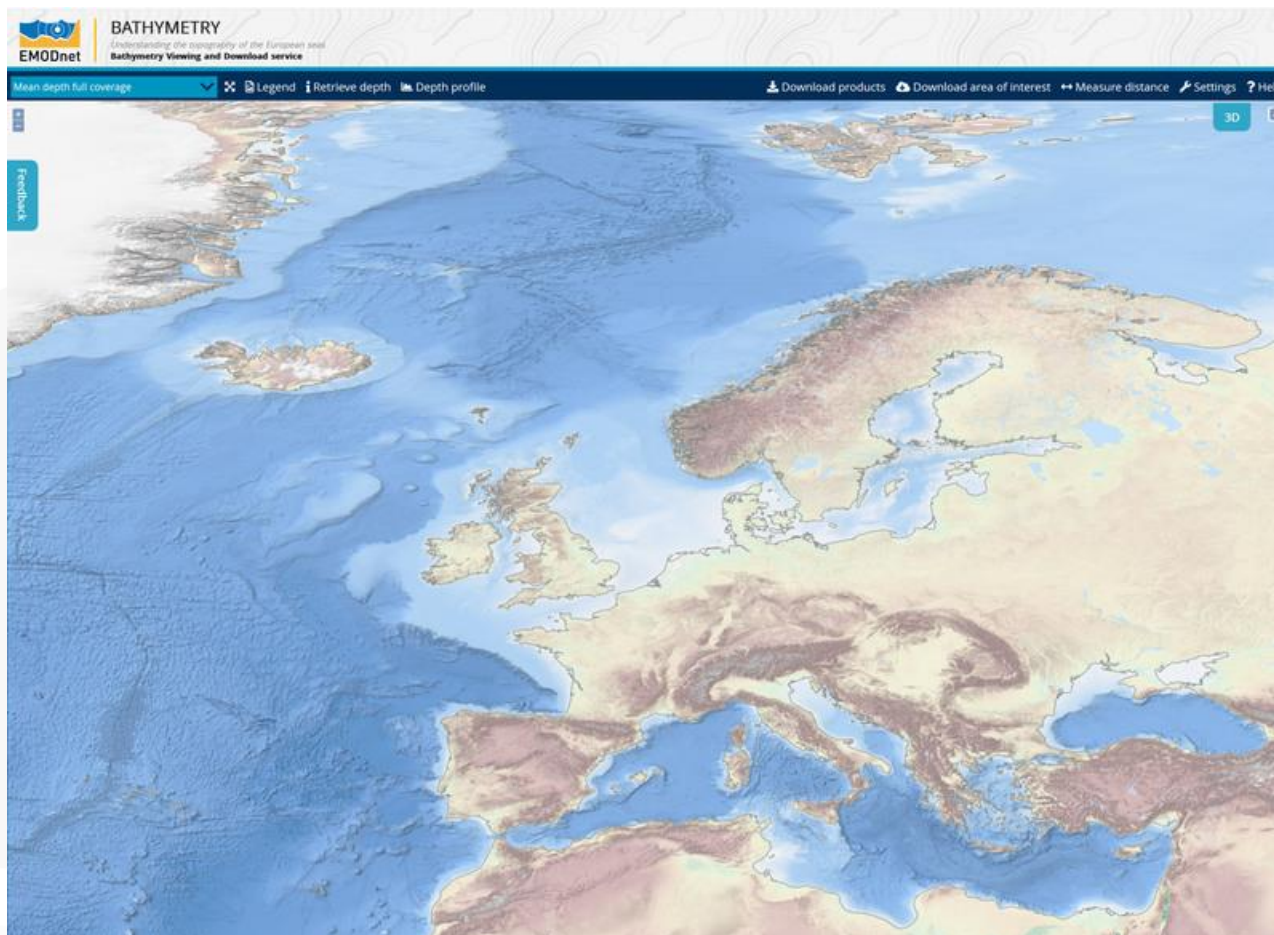 EMODnet
BATHYMETRY
Understanding the topography of the European seas
Bathymetry Viewing and Download service
Mean depth full coverage
Legend
Retrieve depth
Depth profile
Download products
Download area of interest
Measure distance
Settings
? Hel
+
-
3D
Feedback